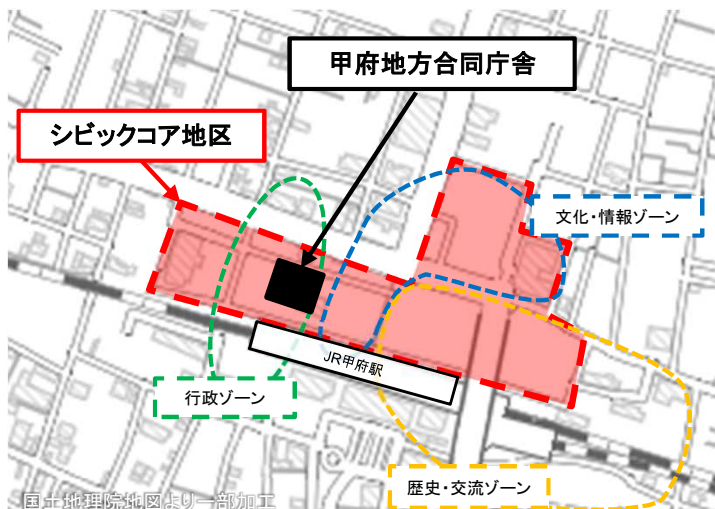 甲府地方合同庁舎
シビックコア地区
文化・情報ゾーン
JR甲府駅
行政ゾーン
歴史・交流ゾーン
国土地理院地図より一部加工